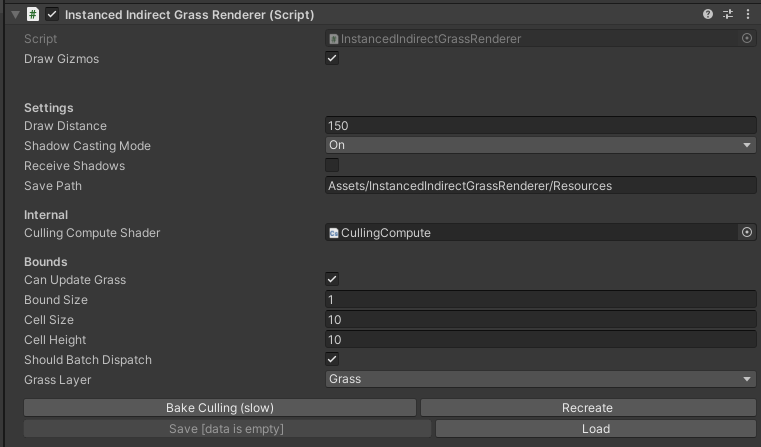 Instanced Indirect Grass Renderer (Script)
Script InstancedIndirectGrassRenderer
Draw Gizmos
Settings
Draw Distance 150
Shadow Casting Mode On
Receive Shadows
Save Path Assets/InstancedIndirectGrassRenderer/Resources
Internal
Culling Compute Shader CullingCompute
Bounds
Can Update Grass
Bound Size 1
Cell Size 10
Cell Height 10
Should Batch Dispatch
Grass Layer Grass
Bake Culling (slow) Recreate
Save [data is empty] Load